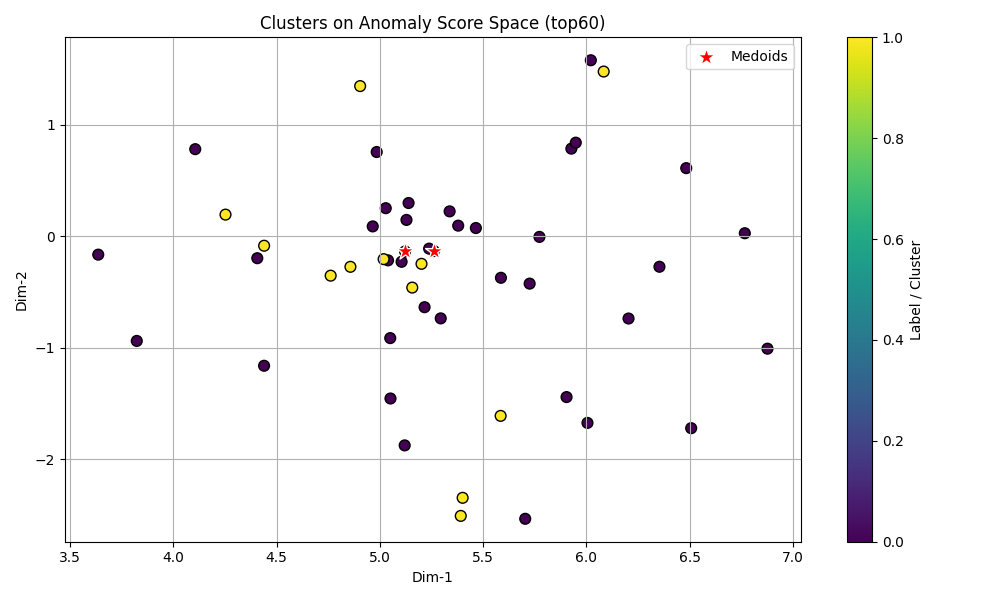 Clusters on Anomaly Score Space (top60)
Medoids
1
0
−1
−2
Dim-2
3.5 4.0 4.5 5.0 5.5 6.0 6.5 7.0
Dim-1
1.0
0.8
0.6
0.4
0.2
0.0
Label / Cluster